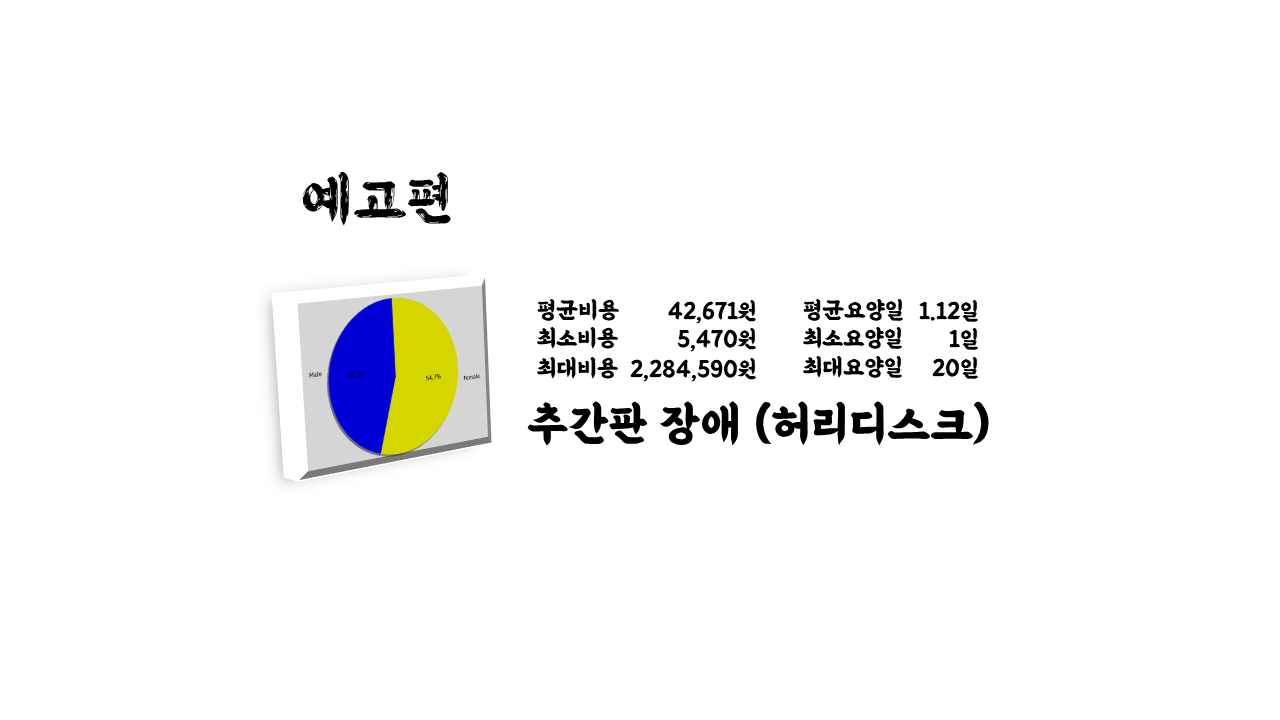 예고편
평균비용 42,671원 평균요양일 1.12일
최소비용 5,470원 최소요양일 1일
최대비용 2,284,590원 최대요양일 20일
Male 54.7% Female
추간판 장애 (허리디스크)